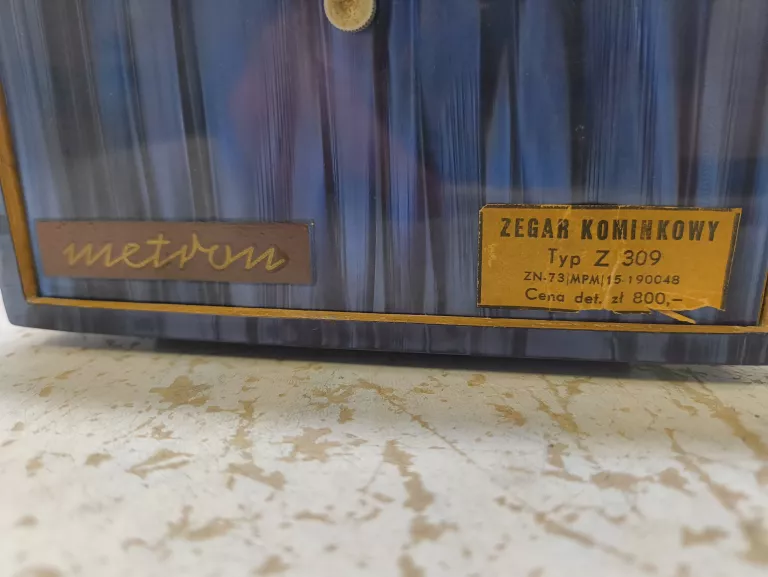 metron
ZEGAR KOMINKOWY
Typ Z 309
ZN-73|MPM|15-190048
Cena det. zł 800,-